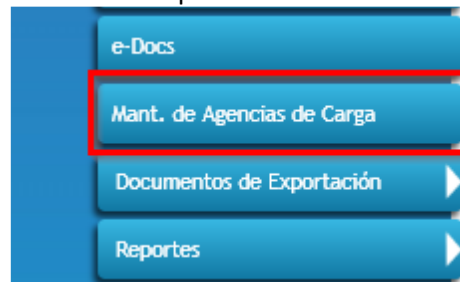 e-Docs
Mant. de Agencias de Carga
Documentos de Exportación
Reportes